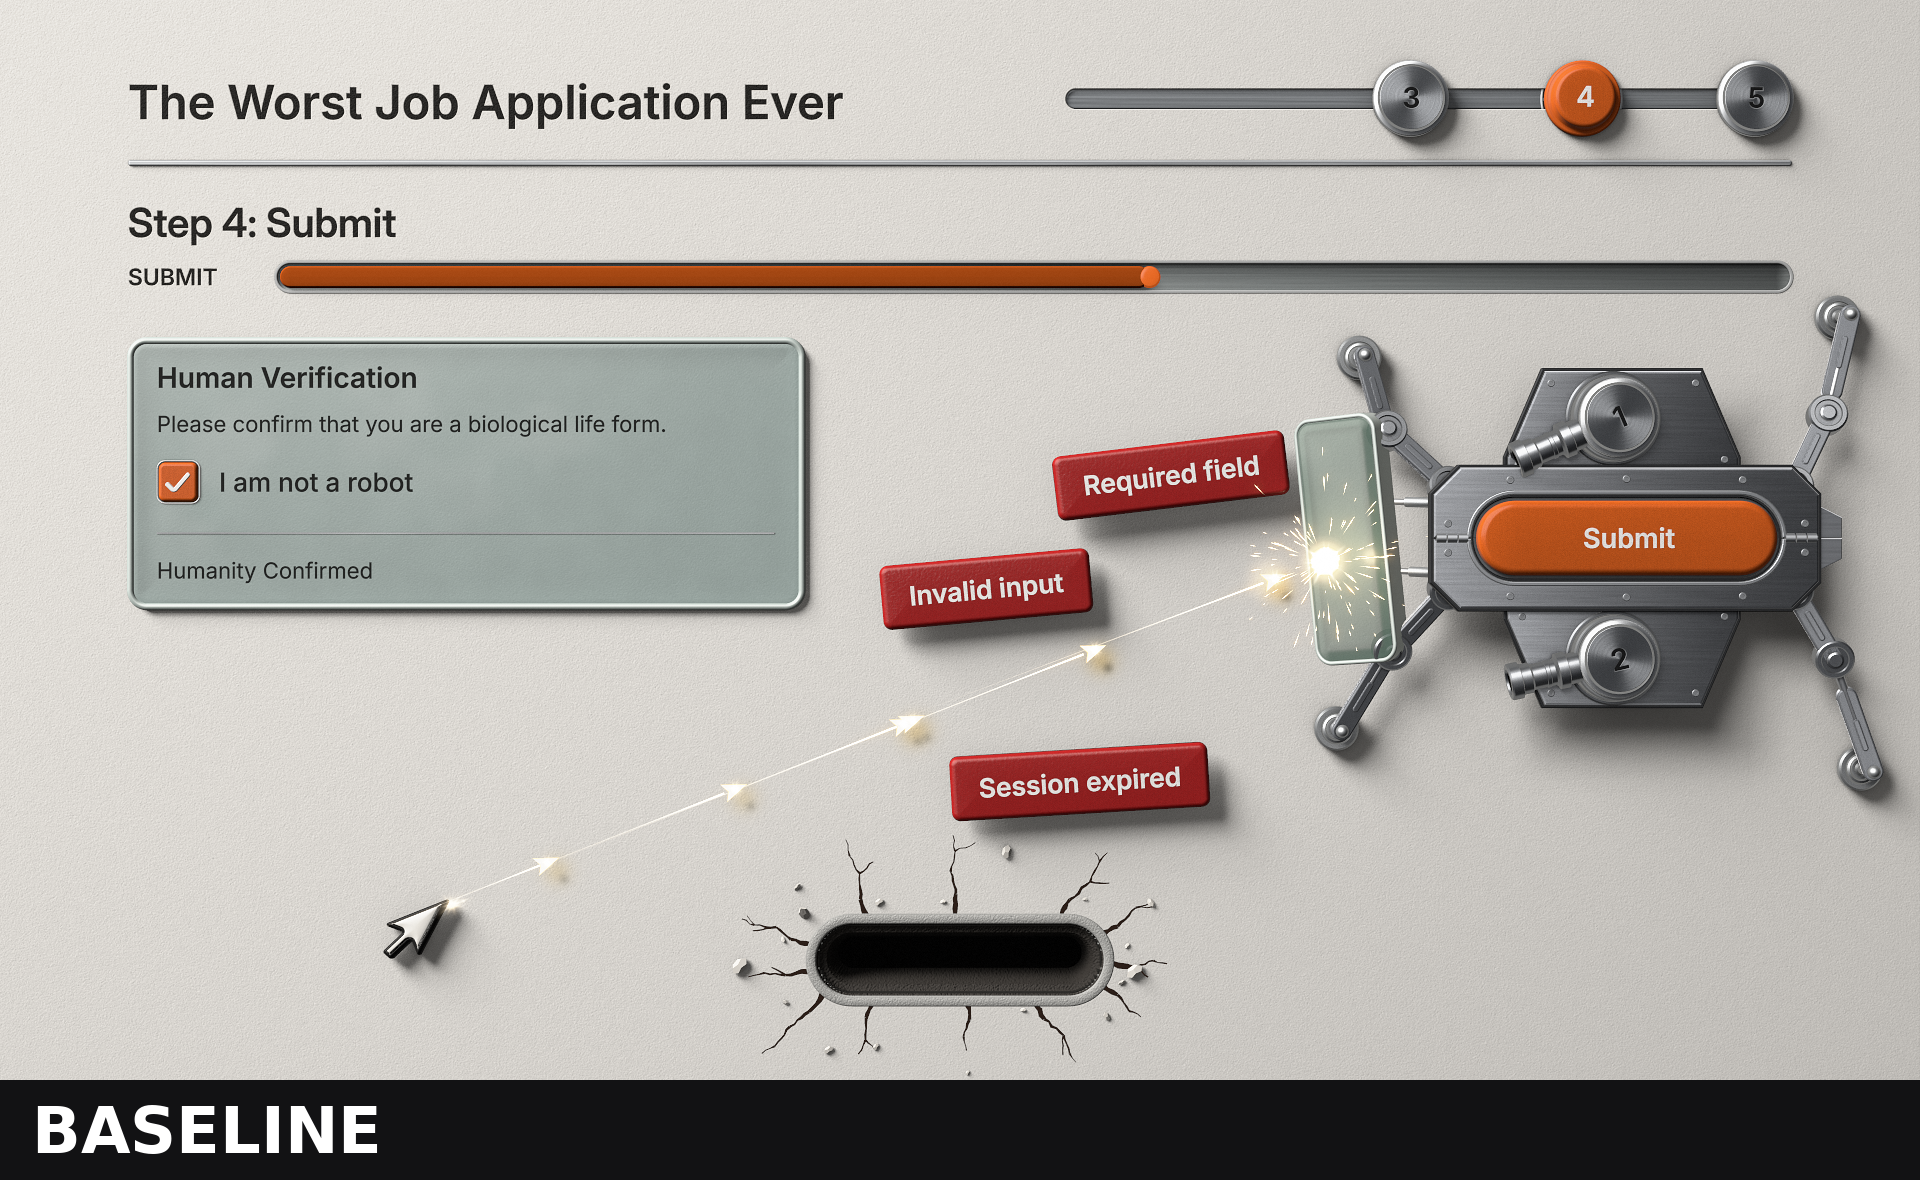 The Worst Job Application Ever
3
4
5
Step 4: Submit
SUBMIT
Human Verification
Please confirm that you are a biological life form.
I am not a robot
Humanity Confirmed
Required field
Invalid input
Session expired
1
Submit
2
BASELINE